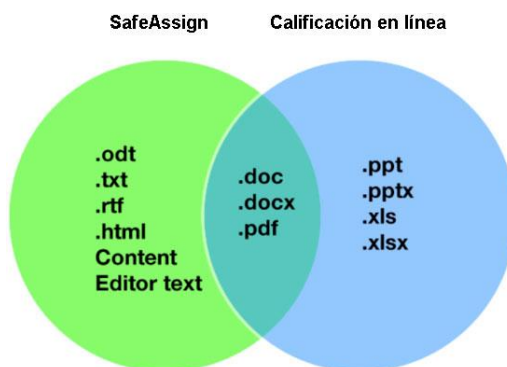 SafeAssign
Calificación en línea
.odt
.txt
.rtf
.html
Content
Editor text
.doc
.docx
.pdf
.ppt
.pptx
.xls
.xlsx